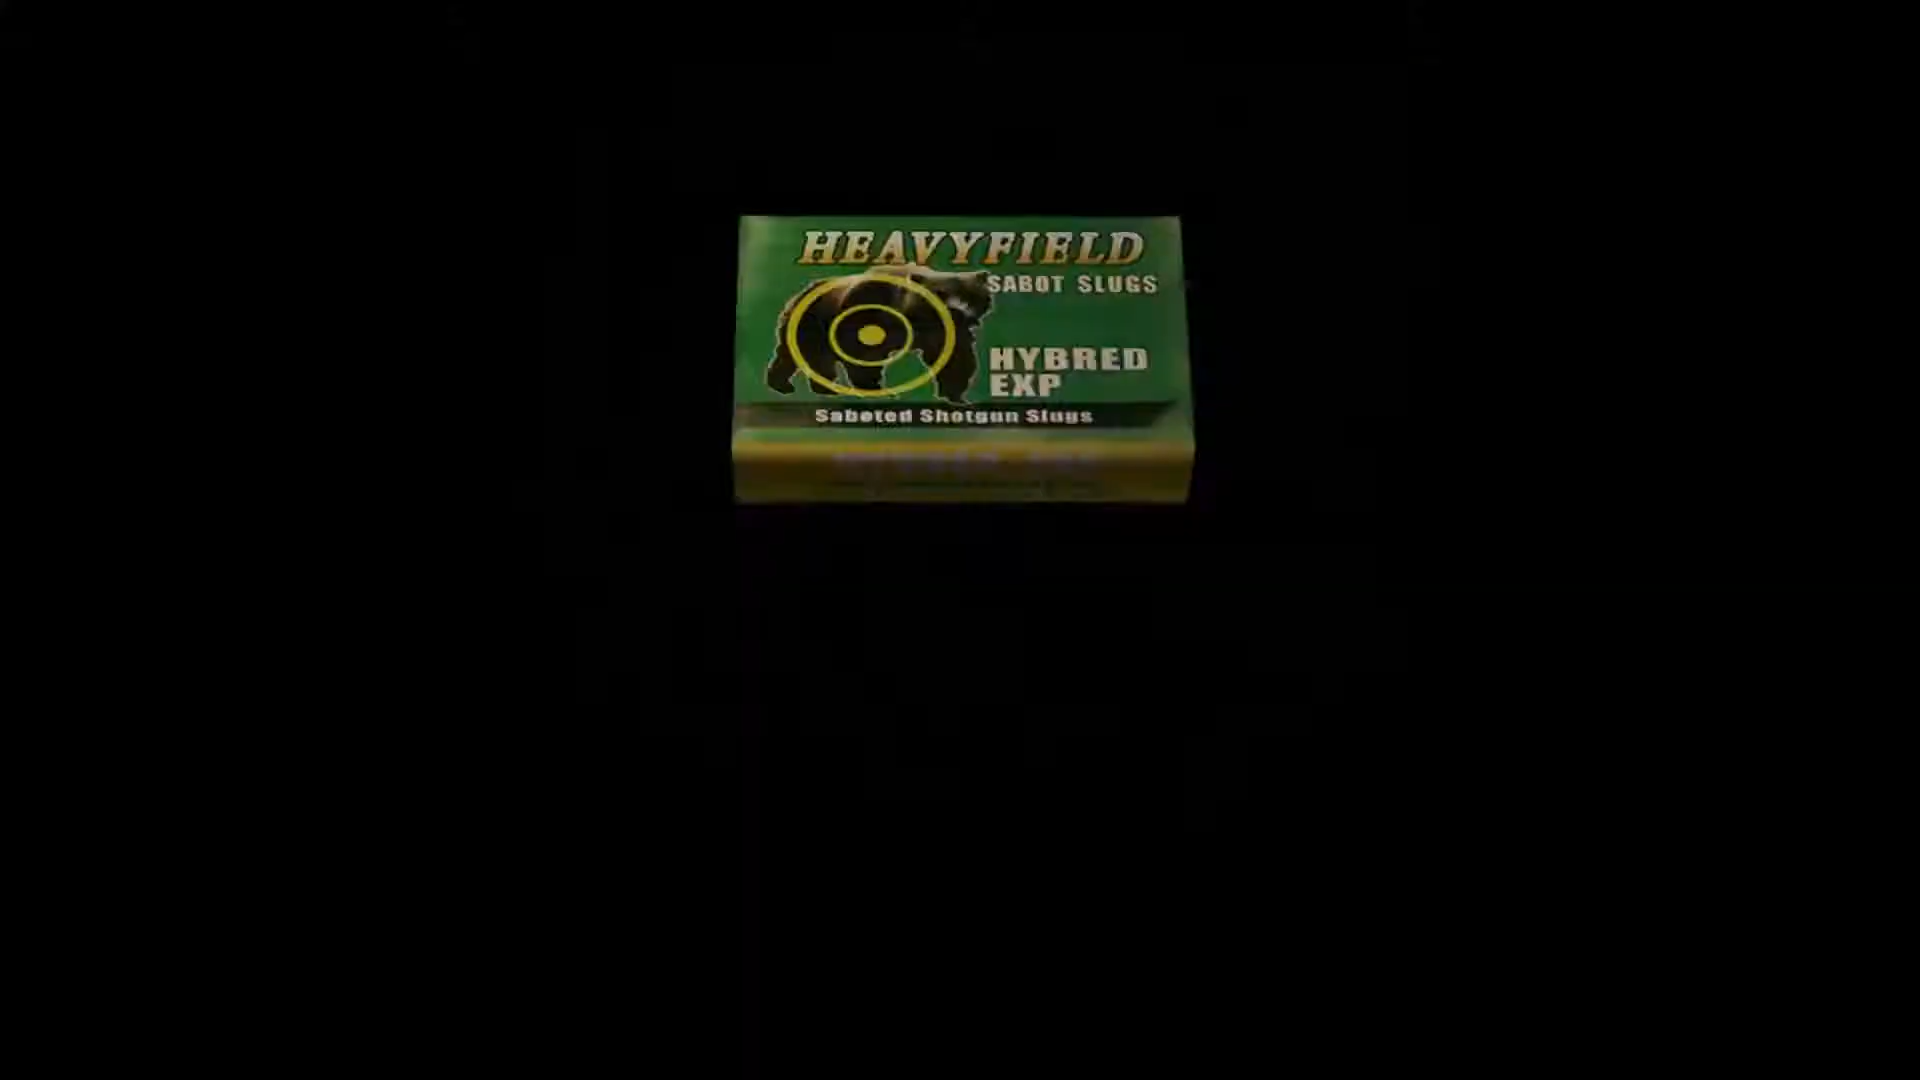 HEAVYFIELD
SABOT SLUGS
HYBRED
EXP
Saboted Shotgun Slugs